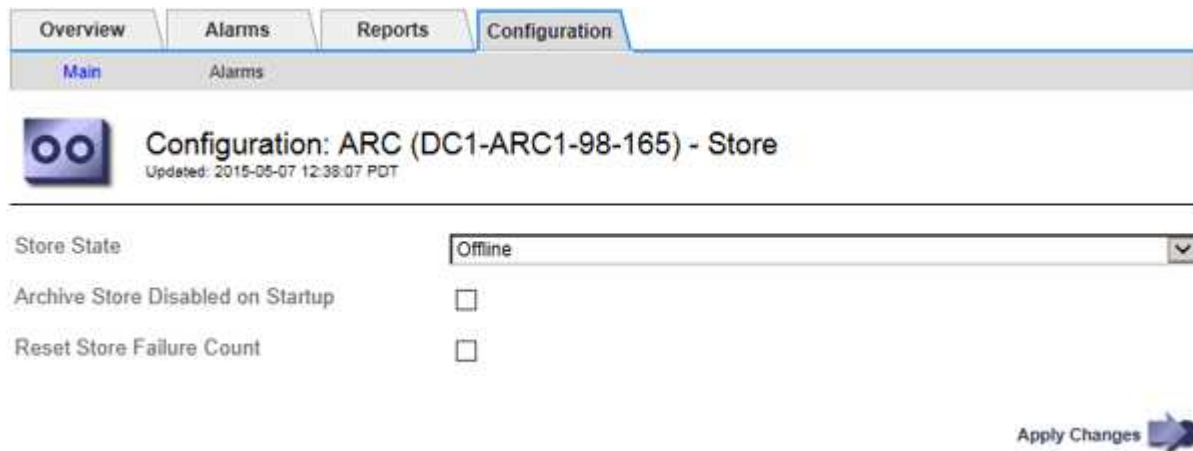 Overview Alarms Reports Configuration
Main Alarms
Configuration: ARC (DC1-ARC1-98-165) - Store
Updated: 2015-05-07 12:38:07 PDT
Store State Offline
Archive Store Disabled on Startup
Reset Store Failure Count
Apply Changes